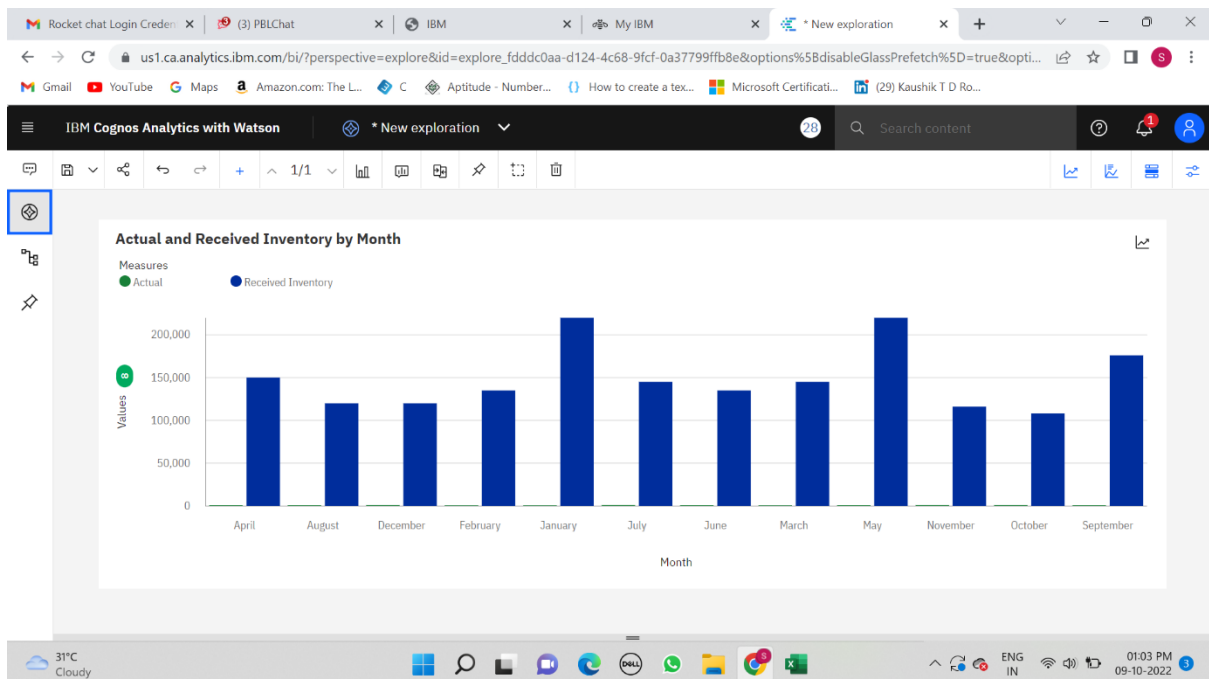 Rocket chat Login Creden
(3) PBLChat
IBM
My IBM
* New exploration
us1.ca.analytics.ibm.com/bi/?perspective=explore&id=explore_fdddc0aa-d124-4c68-9fcf-0a37799ffb8e&options%5BdisableGlassPrefetch%5D=true&opti...
S
Gmail
YouTube
Maps
Amazon.com: The L...
C
Aptitude - Number...
How to create a tex...
Microsoft Certificati...
(29) Kaushik T D Ro...
IBM Cognos Analytics with Watson
* New exploration
28
Search content
1
1/1
Actual and Received Inventory by Month
Measures
Actual
Received Inventory
Values
8
200,000
150,000
100,000
50,000
0
April
August
December
February
January
July
June
March
May
November
October
September
Month
31°C
Cloudy
DELL
ENG
IN
01:03 PM
09-10-2022
3